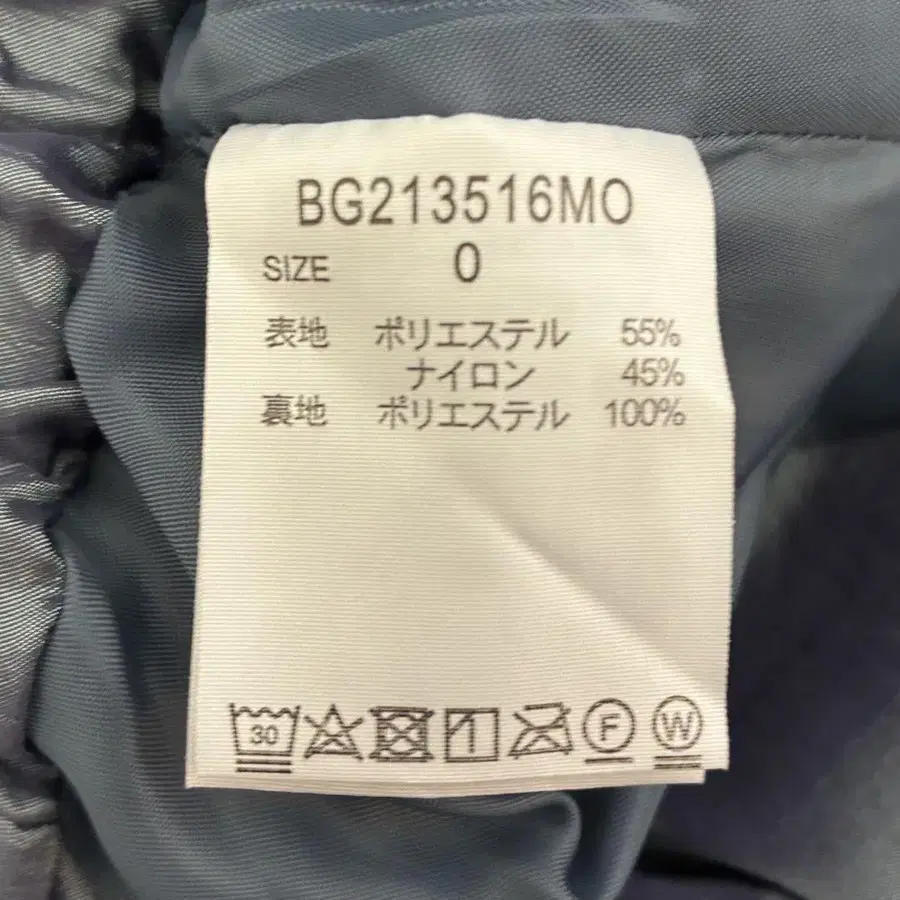 BG213516MO
SIZE 0
表地 ポリエステル 55%
ナイロン 45%
裏地 ポリエステル 100%
30 1 F W